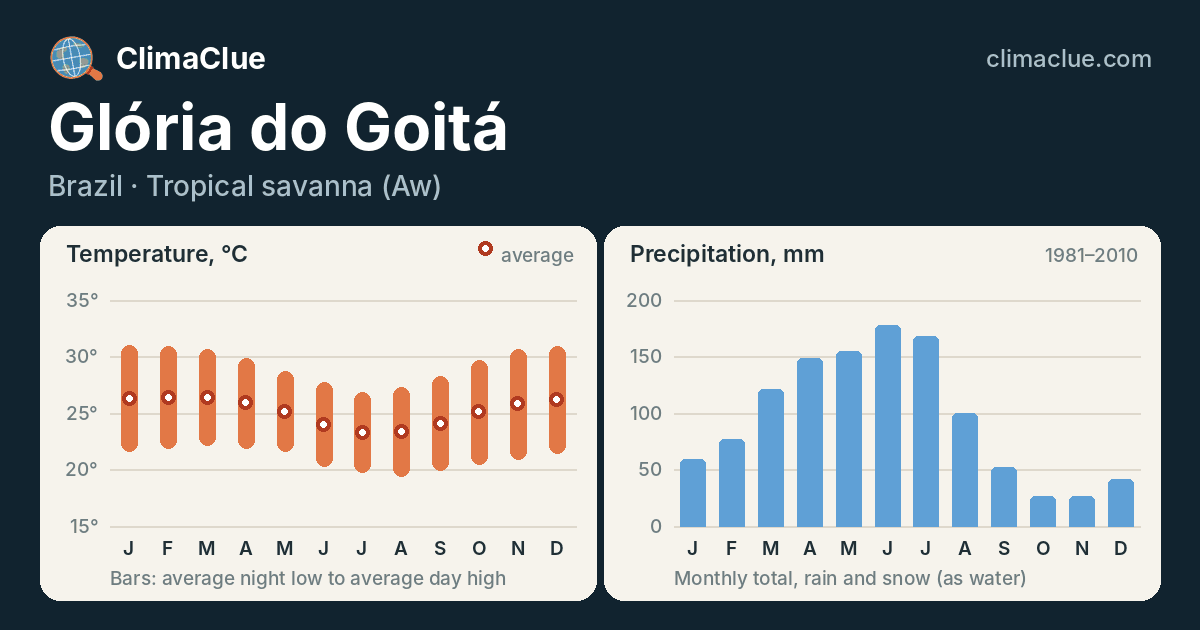 ClimaClue
climaclue.com
Glória do Goitá
Brazil · Tropical savanna (Aw)
Temperature, °C
average
35°
30°
25°
20°
15°
J F M A M J J A S O N D
Bars: average night low to average day high
Precipitation, mm
1981–2010
200
150
100
50
0
J F M A M J J A S O N D
Monthly total, rain and snow (as water)